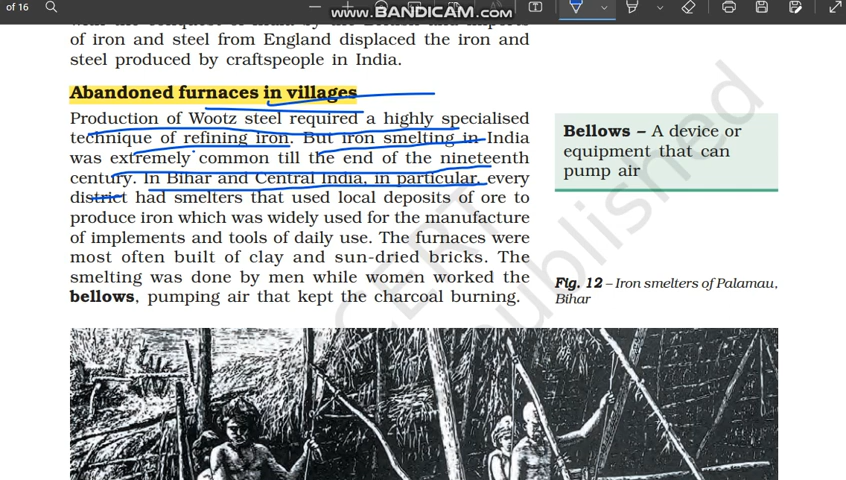 of 16
www.BANDICAM.com
of iron and steel from England displaced the iron and
steel produced by craftspeople in India.
Abandoned furnaces in villages
Production of Wootz steel required a highly specialised
technique of refining iron. But iron smelting in India
was extremely common till the end of the nineteenth
century. In Bihar and Central India, in particular, every
district had smelters that used local deposits of ore to
produce iron which was widely used for the manufacture
of implements and tools of daily use. The furnaces were
most often built of clay and sun-dried bricks. The
smelting was done by men while women worked the
bellows, pumping air that kept the charcoal burning.
Bellows – A device or
equipment that can
pump air
Fig. 12 – Iron smelters of Palamau,
Bihar